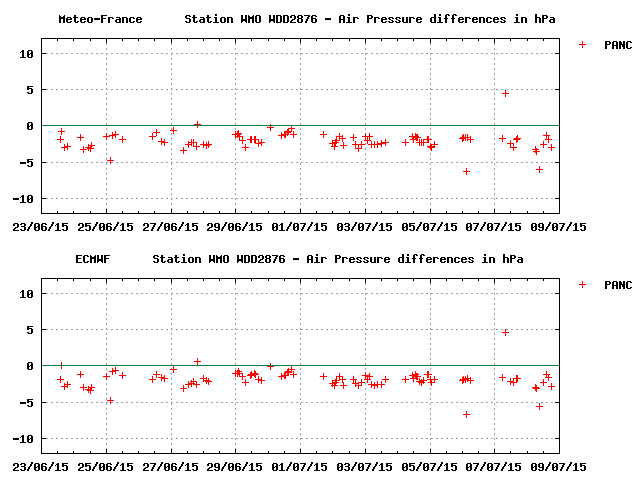 Meteo-France Station WMO WDD2876 - Air Pressure differences in hPa
PANC
10
5
0
-5
-10
23/06/15 25/06/15 27/06/15 29/06/15 01/07/15 03/07/15 05/07/15 07/07/15 09/07/15
ECMWF Station WMO WDD2876 - Air Pressure differences in hPa
PANC
10
5
0
-5
-10
23/06/15 25/06/15 27/06/15 29/06/15 01/07/15 03/07/15 05/07/15 07/07/15 09/07/15